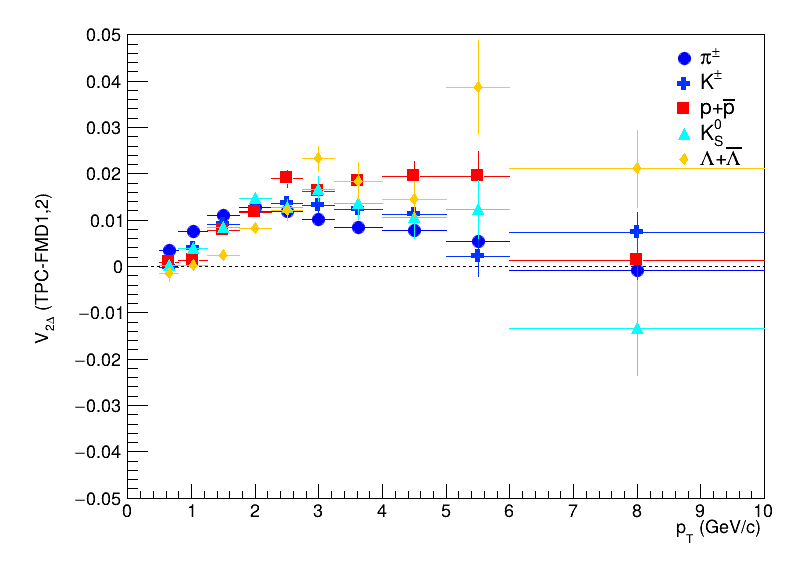 0.05
0.04
0.03
0.02
0.01
0
−0.01
−0.02
−0.03
−0.04
−0.05
V2Δ (TPC-FMD1,2)
π±
K±
p+p̅
K0S
Λ+Λ̅
0 1 2 3 4 5 6 7 8 9 10
pT (GeV/c)